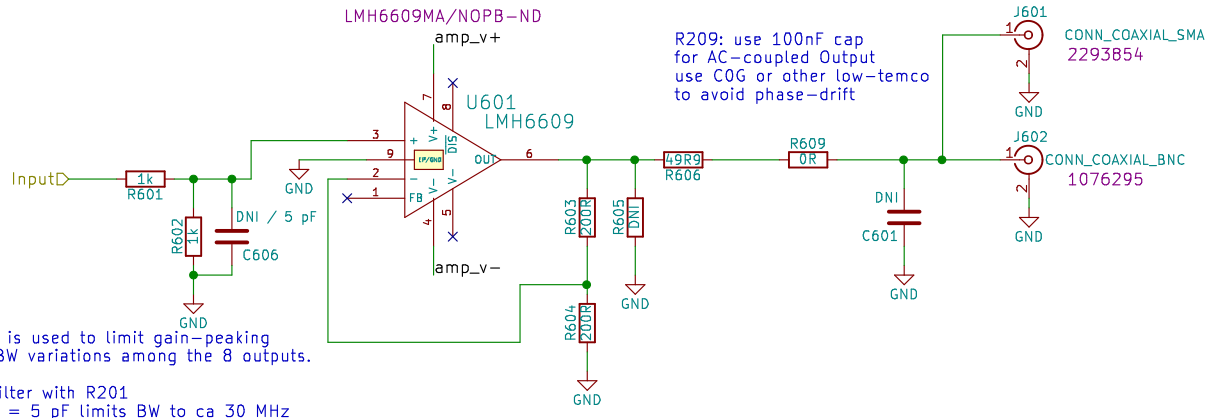 LMH6609MA/NOPB-ND
amp_v+
R209: use 100nF cap
for AC-coupled Output
use C0G or other low-temco
to avoid phase-drift
J601
1
CONN_COAXIAL_SMA
2293854
2
GND
7
8
U601
LMH6609
3
+
V+
DIS
9
EP/GND
OUT
6
2
-
V-
V-
1
FB
4
5
GND
amp_v-
Input
1k
R601
R602
1k
DNI / 5 pF
C606
GND
R603
200R
R605
DNI
49R9
R606
R609
0R
J602
1
CONN_COAXIAL_BNC
1076295
2
GND
DNI
C601
GND
GND
R604
200R
GND
is used to limit gain-peaking
BW variations among the 8 outputs.
ilter with R201
= 5 pF limits BW to ca 30 MHz